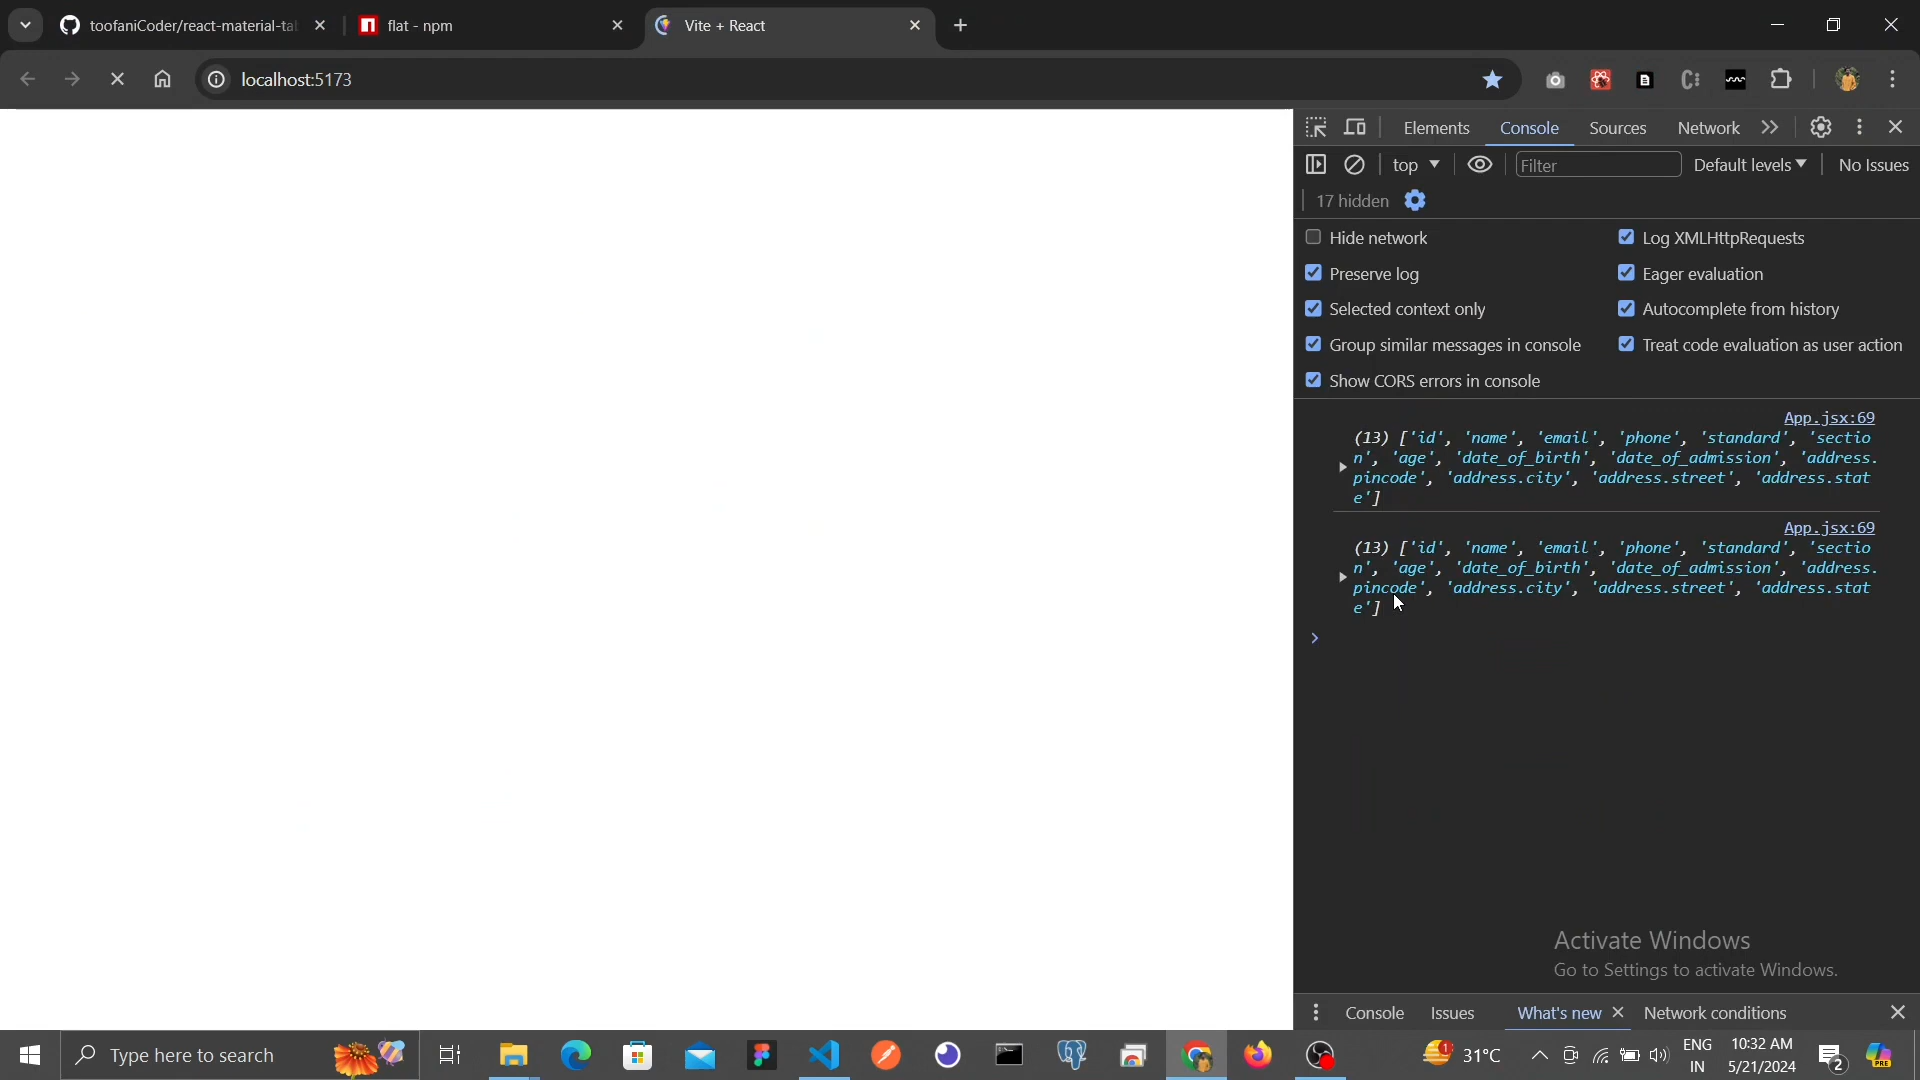 toofaniCoder/react-material-tal
flat - npm
Vite + React
localhost:5173
Elements
Console
Sources
Network
top
Filter
Default levels
No Issues
17 hidden
Hide network
Log XMLHttpRequests
Preserve log
Eager evaluation
Selected context only
Autocomplete from history
Group similar messages in console
Treat code evaluation as user action
Show CORS errors in console
App.jsx:69
(13) ['id', 'name', 'email', 'phone', 'standard', 'sectio
n', 'age', 'date_of_birth', 'date_of_admission', 'address.
pincode', 'address.city', 'address.street', 'address.stat
e']
App.jsx:69
(13) ['id', 'name', 'email', 'phone', 'standard', 'sectio
n', 'age', 'date_of_birth', 'date_of_admission', 'address.
pincode', 'address.city', 'address.street', 'address.stat
e']
Activate Windows
Go to Settings to activate Windows.
Console
Issues
What's new
Network conditions
Type here to search
1
31°C
ENG
IN
10:32 AM
5/21/2024
2
PRE